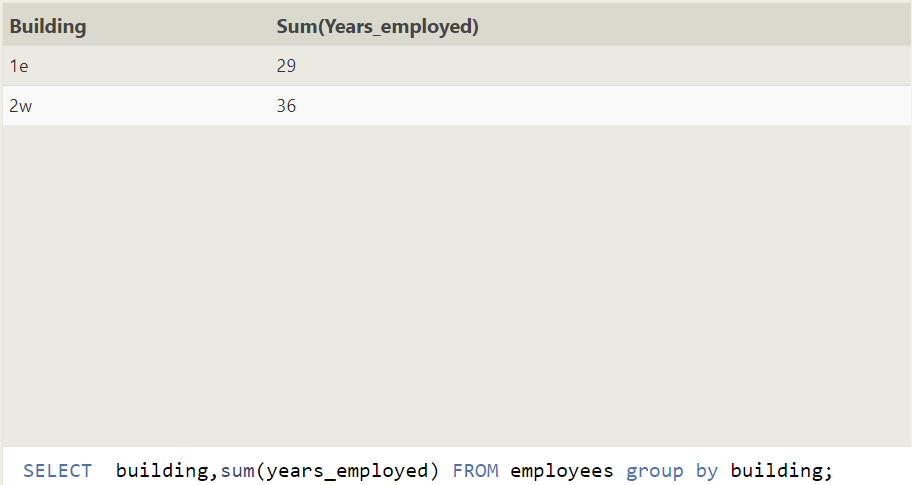 Building Sum(Years_employed)
1e 29
2w 36
SELECT  building,sum(years_employed) FROM employees group by building;